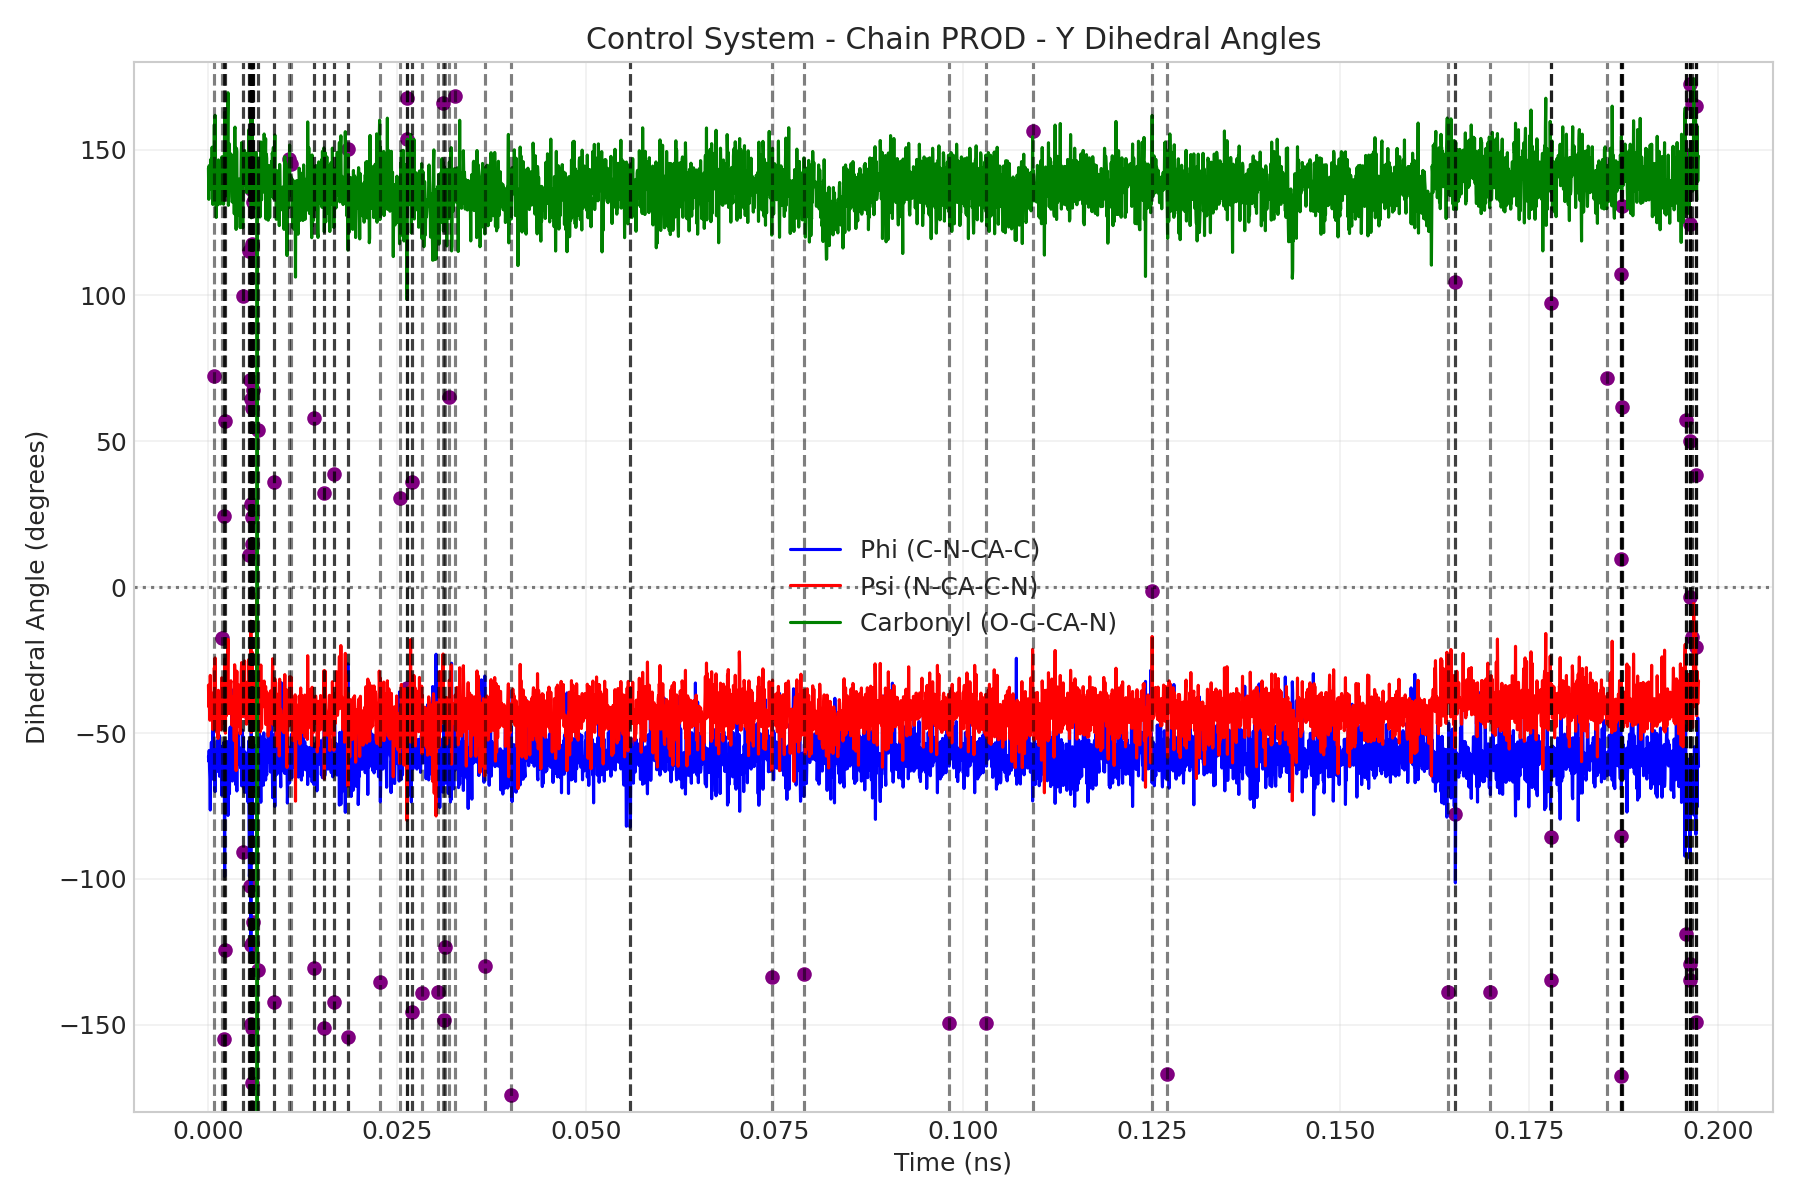 Control System - Chain PROD - Y Dihedral Angles
Dihedral Angle (degrees)
150
100
50
0
−50
−100
−150
Phi (C-N-CA-C)
Psi (N-CA-C-N)
Carbonyl (O-C-CA-N)
0.000 0.025 0.050 0.075 0.100 0.125 0.150 0.175 0.200
Time (ns)